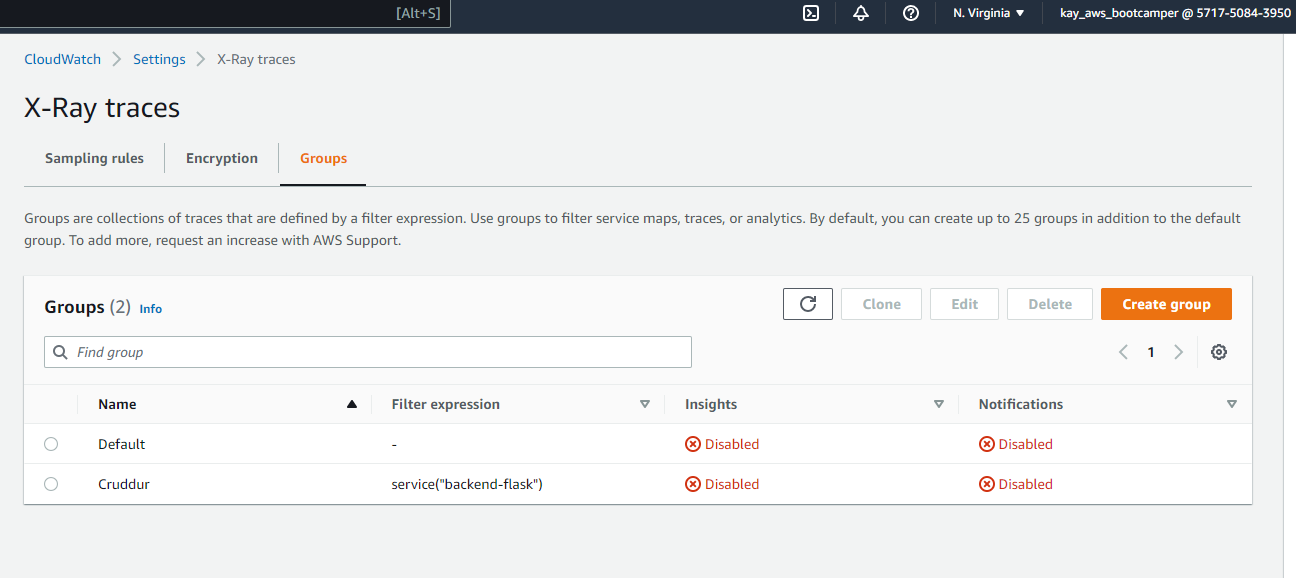 [Alt+S] N. Virginia kay_aws_bootcamper @ 5717-5084-3950
CloudWatch Settings X-Ray traces
X-Ray traces
Sampling rules Encryption Groups
Groups are collections of traces that are defined by a filter expression. Use groups to filter service maps, traces, or analytics. By default, you can create up to 25 groups in addition to the default
group. To add more, request an increase with AWS Support.
Groups (2) Info Clone Edit Delete Create group
Find group 1
Name Filter expression Insights Notifications
Default - Disabled Disabled
Cruddur service("backend-flask") Disabled Disabled